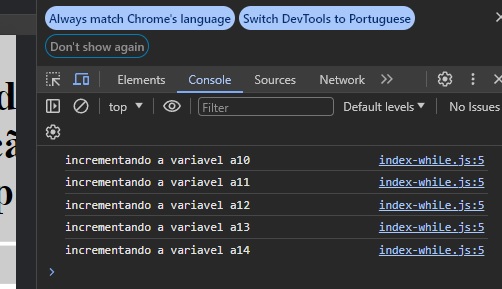 Always match Chrome's language
Switch DevTools to Portuguese
Don't show again
d
Elements Console Sources Network
çã
top Filter Default levels No Issues
p
incrementando a variavel a10 index-whiLe.js:5
incrementando a variavel a11 index-whiLe.js:5
incrementando a variavel a12 index-whiLe.js:5
incrementando a variavel a13 index-whiLe.js:5
incrementando a variavel a14 index-whiLe.js:5